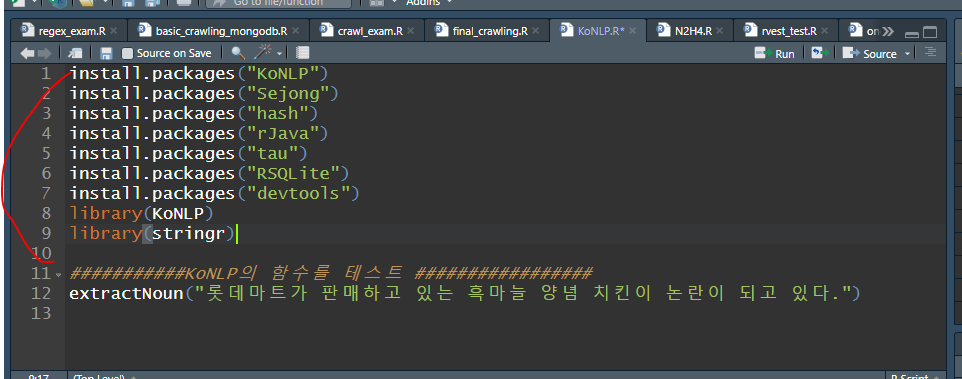 Go to file/function
Addins
regex_exam.R
basic_crawling_mongodb.R
crawl_exam.R
final_crawling.R
KoNLP.R*
N2H4.R
rvest_test.R
on
Source on Save
Run
Source
1 install.packages("KoNLP")
2 install.packages("Sejong")
3 install.packages("hash")
4 install.packages("rJava")
5 install.packages("tau")
6 install.packages("RSQLite")
7 install.packages("devtools")
8 library(KoNLP)
9 library(stringr)
10
11 ###########KoNLP의 함수를 테스트 #################
12 extractNoun("롯데마트가 판매하고 있는 흑마늘 양념 치킨이 논란이 되고 있다.")
13
9:17
(Top Level)
R Script